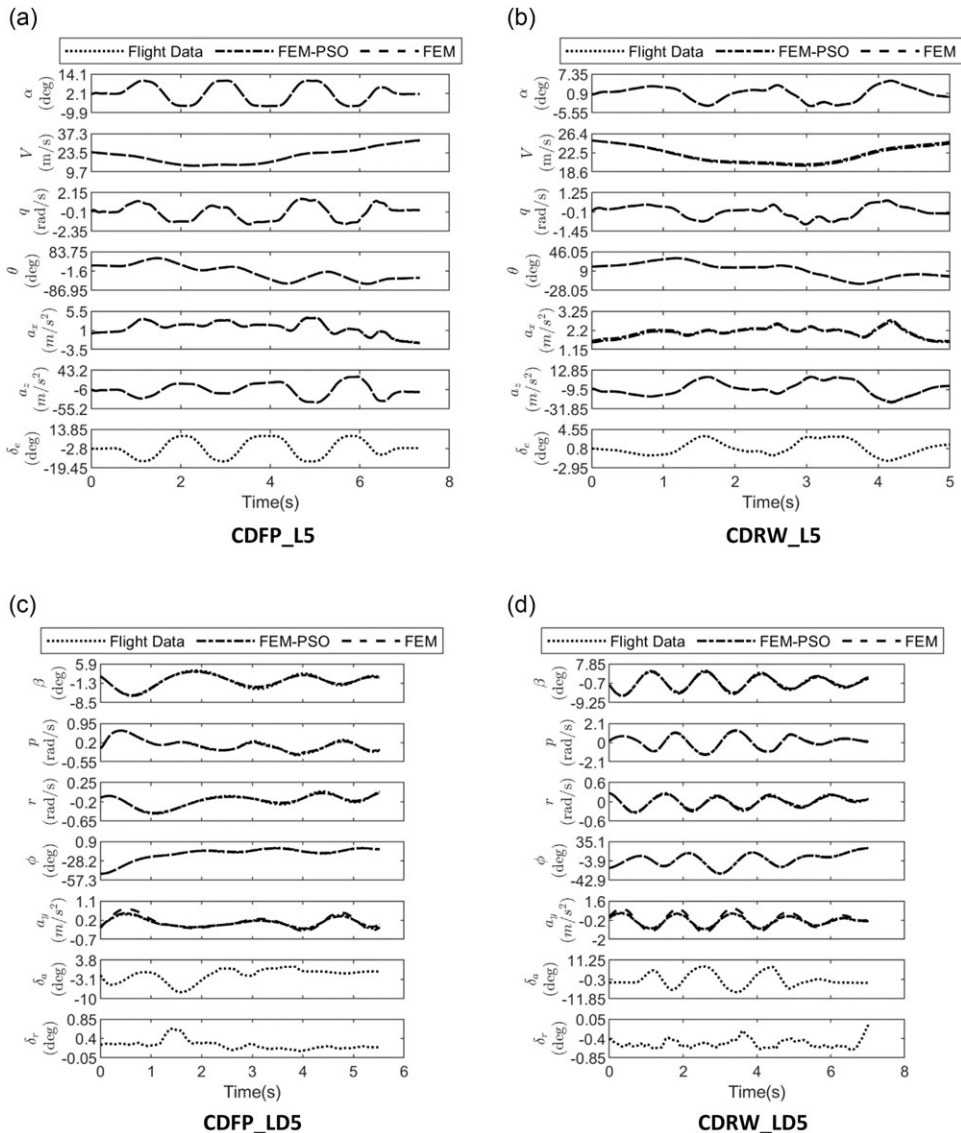 (a)
Flight Data FEM-PSO FEM
α (deg) 14.1 2.1 -9.9
V (m/s) 37.3 23.5 9.7
q (rad/s) 2.15 -0.1 -2.35
θ (deg) 83.75 -1.6 -86.95
a_x (m/s²) 5.5 1 -3.5
a_z (m/s²) 43.2 -6 -55.2
δ_e (deg) 13.85 -2.8 -19.45
0 2 4 6 8
Time(s)
CDFP_L5
(b)
Flight Data FEM-PSO FEM
α (deg) 7.35 0.9 -5.55
V (m/s) 26.4 22.5 18.6
q (rad/s) 1.25 -0.1 -1.45
θ (deg) 46.05 9 -28.05
a_x (m/s²) 3.25 2.2 1.15
a_z (m/s²) 12.85 -9.5 -31.85
δ_e (deg) 4.55 0.8 -2.95
0 1 2 3 4 5
Time(s)
CDRW_L5
(c)
Flight Data FEM-PSO FEM
β (deg) 5.9 -1.3 -8.5
p (rad/s) 0.95 0.2 -0.55
r (rad/s) 0.25 -0.2 -0.65
ϕ (deg) 0.9 -28.2 -57.3
a_y (m/s²) 1.1 0.2 -0.7
δ_a (deg) 3.8 -3.1 -10
δ_r (deg) 0.85 0.4 -0.05
0 1 2 3 4 5 6
Time(s)
CDFP_LD5
(d)
Flight Data FEM-PSO FEM
β (deg) 7.85 -0.7 -9.25
p (rad/s) 2.1 0 -2.1
r (rad/s) 0.6 0 -0.6
ϕ (deg) 35.1 -3.9 -42.9
a_y (m/s²) 1.6 -0.2 -2
δ_a (deg) 11.25 -0.3 -11.85
δ_r (deg) 0.05 -0.4 -0.85
0 2 4 6 8
Time(s)
CDRW_LD5